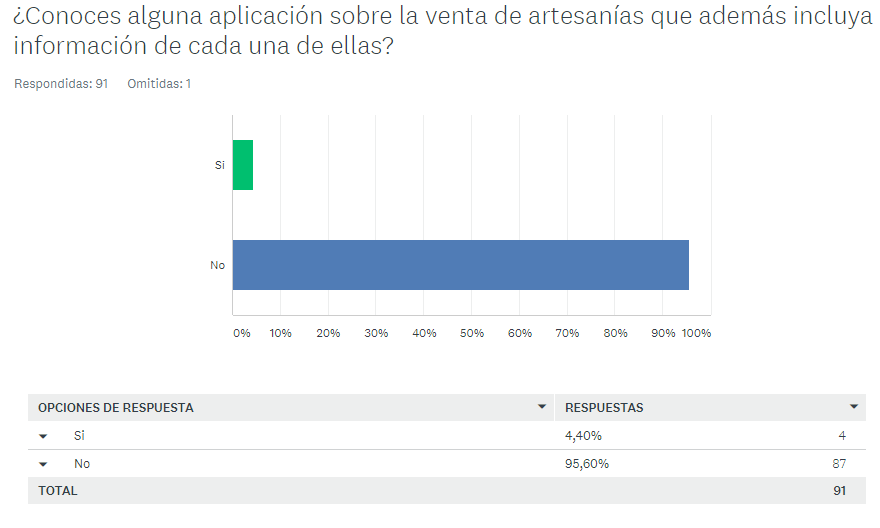 ¿Conoces alguna aplicación sobre la venta de artesanías que además incluya
información de cada una de ellas?
Respondidas: 91 Omitidas: 1
Si
No
0% 10% 20% 30% 40% 50% 60% 70% 80% 90% 100%
OPCIONES DE RESPUESTA RESPUESTAS
Si 4,40% 4
No 95,60% 87
TOTAL 91